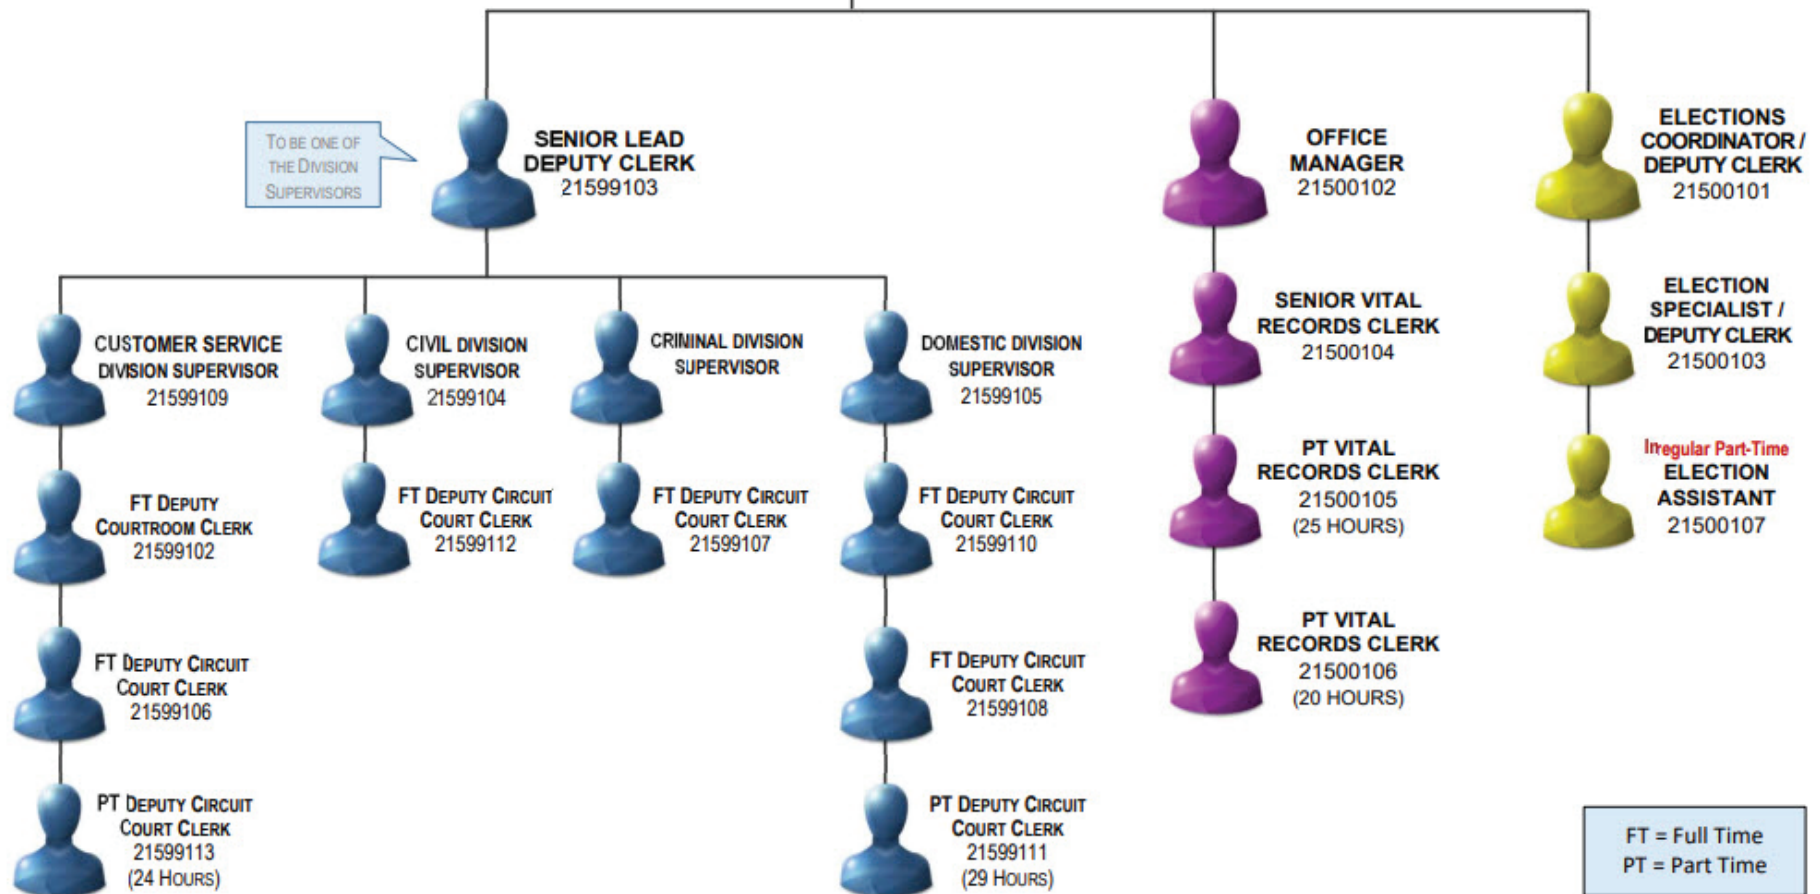 TO BE ONE OF
THE DIVISION
SUPERVISORS
SENIOR LEAD
DEPUTY CLERK
21599103
OFFICE
MANAGER
21500102
ELECTIONS
COORDINATOR /
DEPUTY CLERK
21500101
CUSTOMER SERVICE
DIVISION SUPERVISOR
21599109
CIVIL DIVISION
SUPERVISOR
21599104
CRIMINAL DIVISION
SUPERVISOR
DOMESTIC DIVISION
SUPERVISOR
21599105
SENIOR VITAL
RECORDS CLERK
21500104
ELECTION
SPECIALIST /
DEPUTY CLERK
21500103
FT DEPUTY
COURTROOM CLERK
21599102
FT DEPUTY CIRCUIT
COURT CLERK
21599112
FT DEPUTY CIRCUIT
COURT CLERK
21599107
FT DEPUTY CIRCUIT
COURT CLERK
21599110
PT VITAL
RECORDS CLERK
21500105
(25 HOURS)
Irregular Part-Time
ELECTION
ASSISTANT
21500107
FT DEPUTY CIRCUIT
COURT CLERK
21599106
FT DEPUTY CIRCUIT
COURT CLERK
21599108
PT VITAL
RECORDS CLERK
21500106
(20 HOURS)
PT DEPUTY CIRCUIT
COURT CLERK
21599113
(24 HOURS)
PT DEPUTY CIRCUIT
COURT CLERK
21599111
(29 HOURS)
FT = Full Time
PT = Part Time